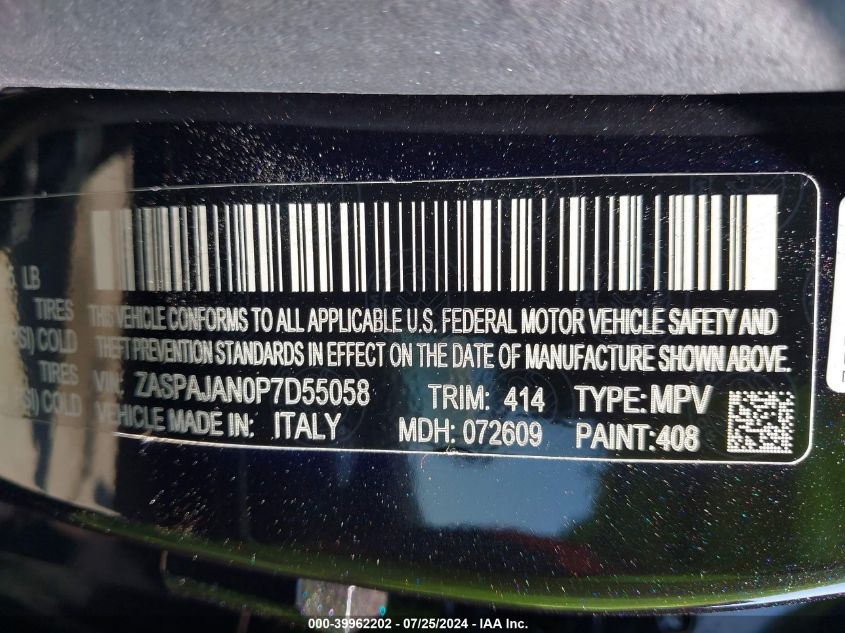 LB
TIRES
COLD
TIRES
COLD
THIS VEHICLE CONFORMS TO ALL APPLICABLE U.S. FEDERAL MOTOR VEHICLE SAFETY AND
THEFT PREVENTION STANDARDS IN EFFECT ON THE DATE OF MANUFACTURE SHOWN ABOVE.
VIN: ZASPAJAN0P7D55058 TRIM: 414 TYPE: MPV
VEHICLE MADE IN: ITALY MDH: 072609 PAINT: 408
000-39962202 - 07/25/2024 - IAA Inc.